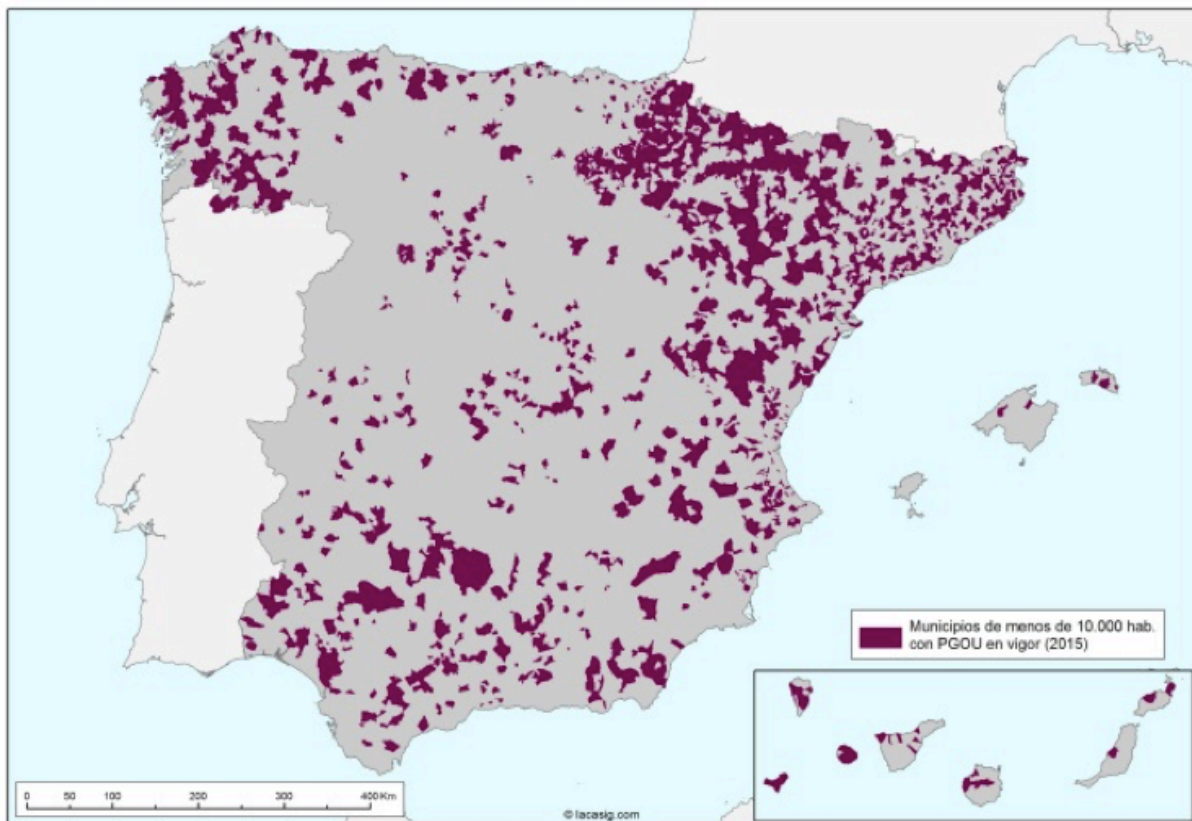 Municipios de menos de 10.000 hab.
con PGOU en vigor (2015)
0 50 100 200 300 400 Km
© lacasig.com